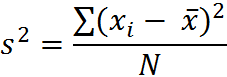 s² = ∑(xᵢ − x̄)² / N